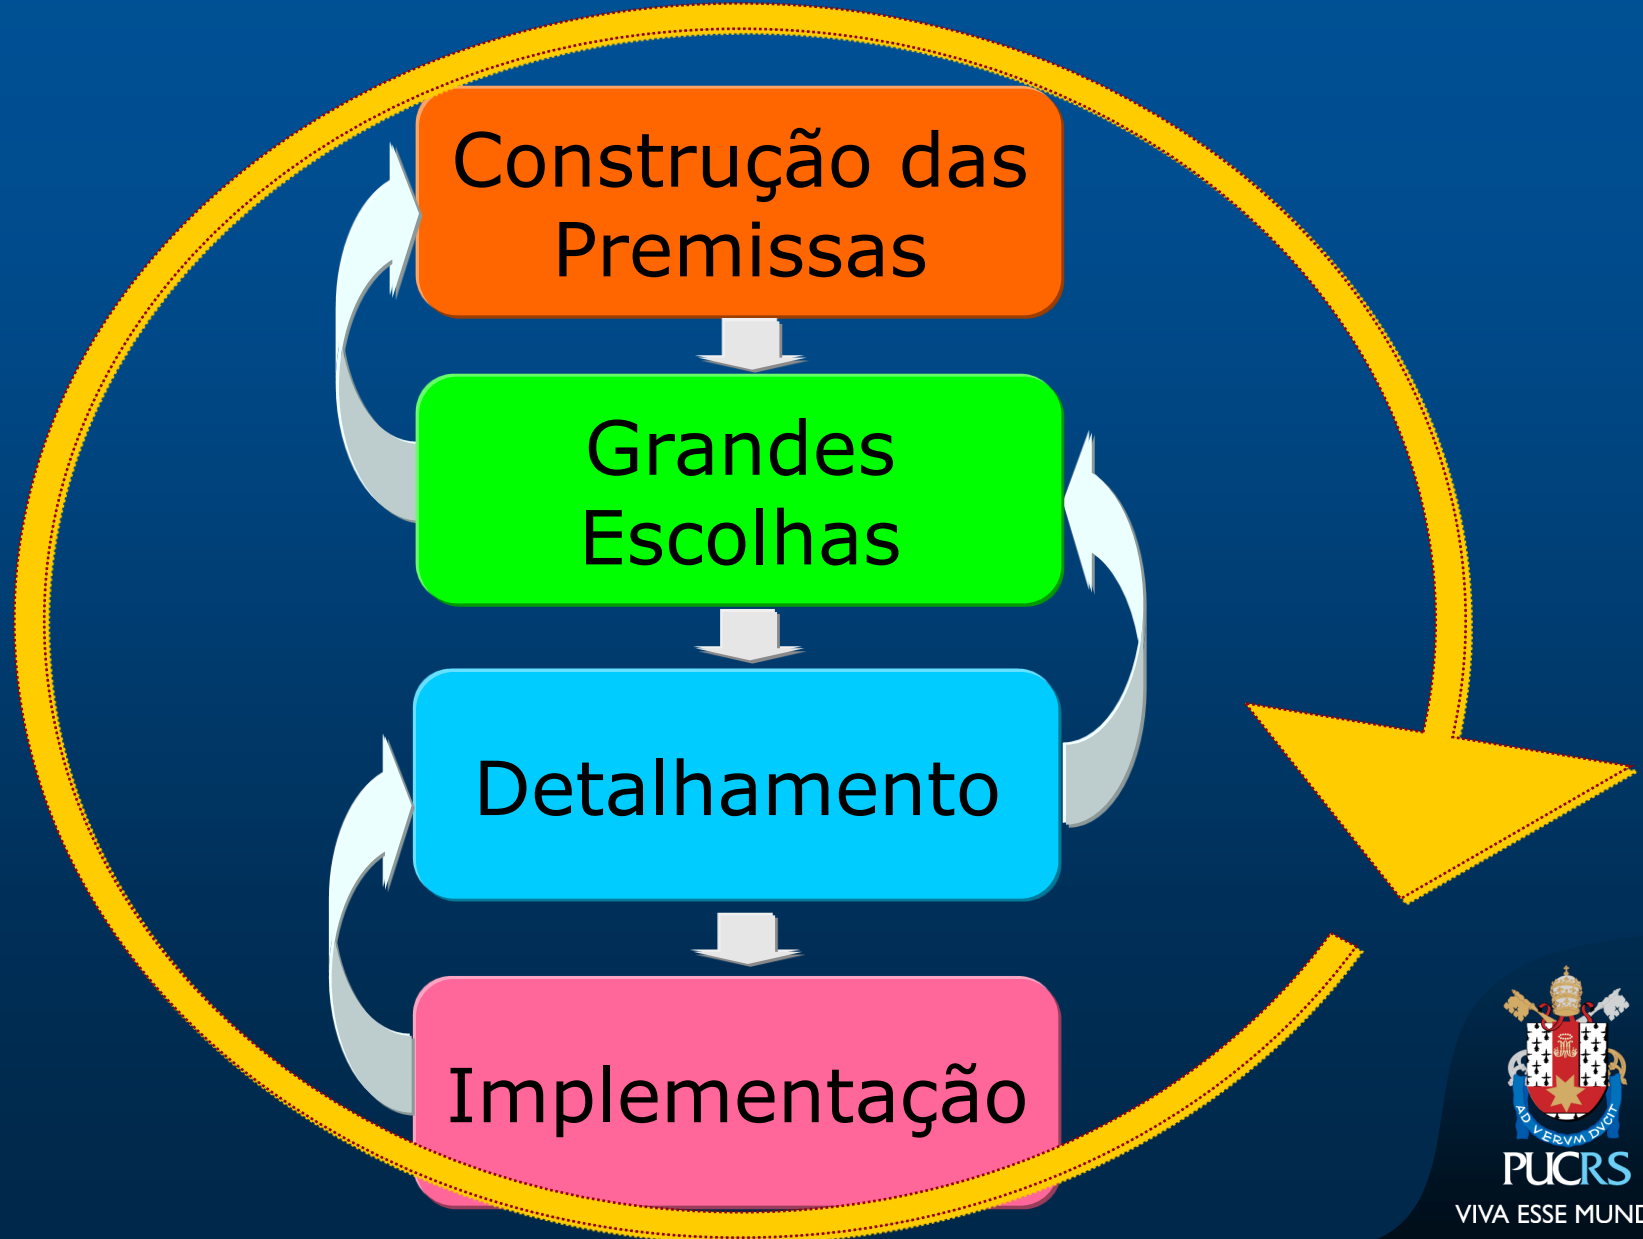 Construção das
Premissas
Grandes
Escolhas
Detalhamento
Implementação
AD VERVM DVCIT
PUCRS
VIVA ESSE MUND